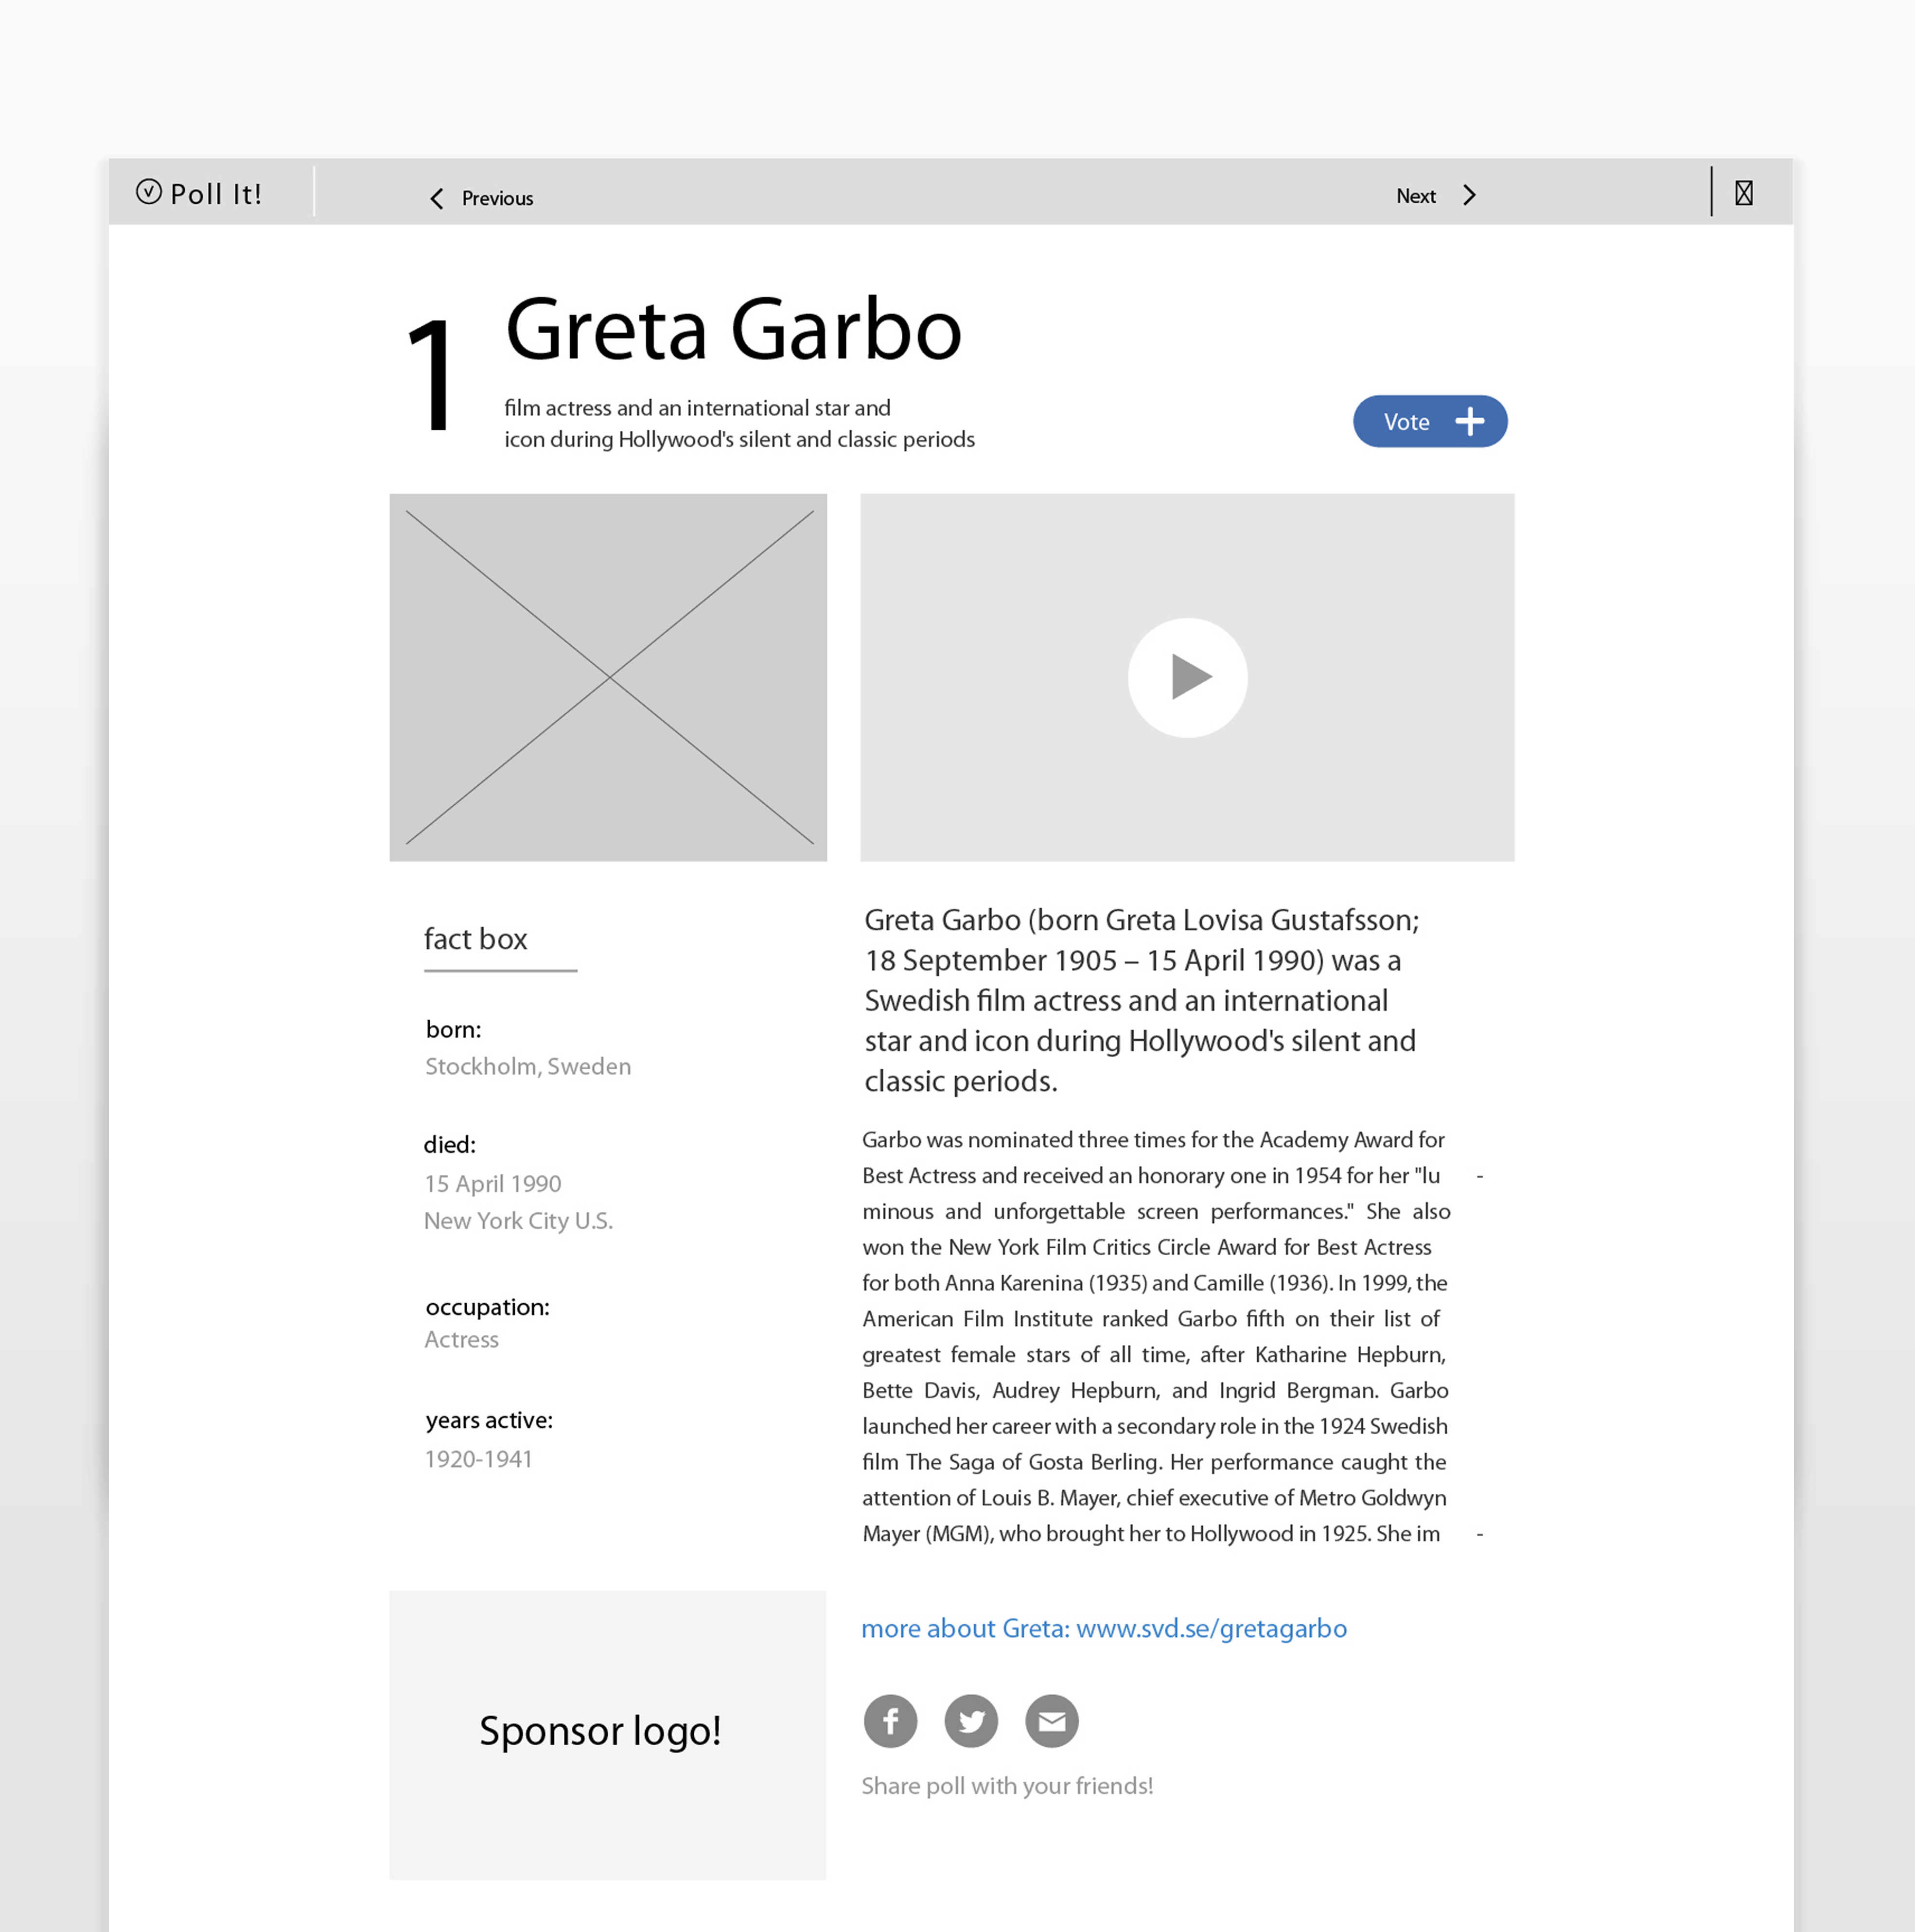 Poll It!
Previous
Next
1
Greta Garbo
film actress and an international star and
icon during Hollywood's silent and classic periods
Vote
fact box
born:
Stockholm, Sweden
died:
15 April 1990
New York City U.S.
occupation:
Actress
years active:
1920-1941
Greta Garbo (born Greta Lovisa Gustafsson;
18 September 1905 – 15 April 1990) was a
Swedish film actress and an international
star and icon during Hollywood's silent and
classic periods.
Garbo was nominated three times for the Academy Award for
Best Actress and received an honorary one in 1954 for her "lu -
minous and unforgettable screen performances." She also
won the New York Film Critics Circle Award for Best Actress
for both Anna Karenina (1935) and Camille (1936). In 1999, the
American Film Institute ranked Garbo fifth on their list of
greatest female stars of all time, after Katharine Hepburn,
Bette Davis, Audrey Hepburn, and Ingrid Bergman. Garbo
launched her career with a secondary role in the 1924 Swedish
film The Saga of Gosta Berling. Her performance caught the
attention of Louis B. Mayer, chief executive of Metro Goldwyn
Mayer (MGM), who brought her to Hollywood in 1925. She im -
Sponsor logo!
more about Greta: www.svd.se/gretagarbo
Share poll with your friends!